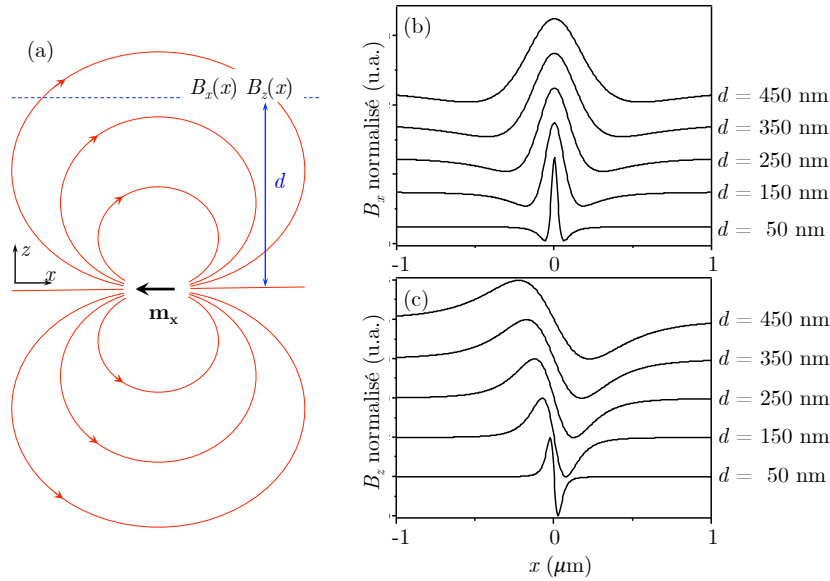 (a)
Bx(x) Bz(x)
d
z
x
mx
(b)
Bx normalisé (u.a.)
d = 450 nm
d = 350 nm
d = 250 nm
d = 150 nm
d = 50 nm
-1 0 1
(c)
Bz normalisé (u.a.)
d = 450 nm
d = 350 nm
d = 250 nm
d = 150 nm
d = 50 nm
-1 0 1
x (μm)